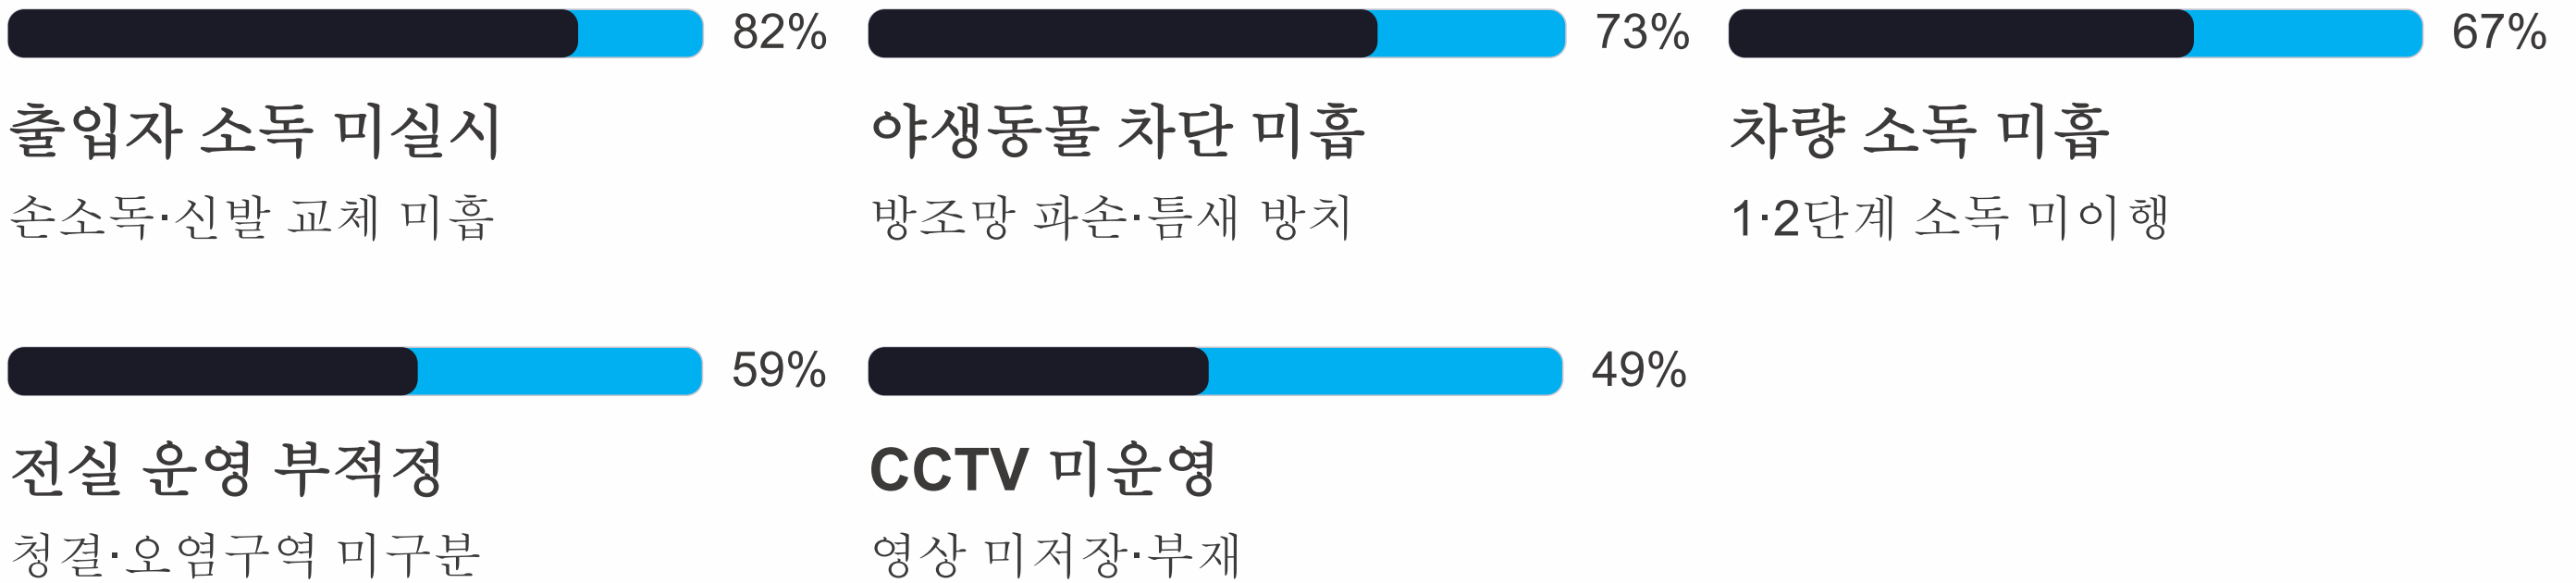 82%
출입자 소독 미실시
손소독·신발 교체 미흡
73%
야생동물 차단 미흡
방조망 파손·틈새 방치
67%
차량 소독 미흡
1·2단계 소독 미이행
59%
전실 운영 부적정
청결·오염구역 미구분
49%
CCTV 미운영
영상 미저장·부재